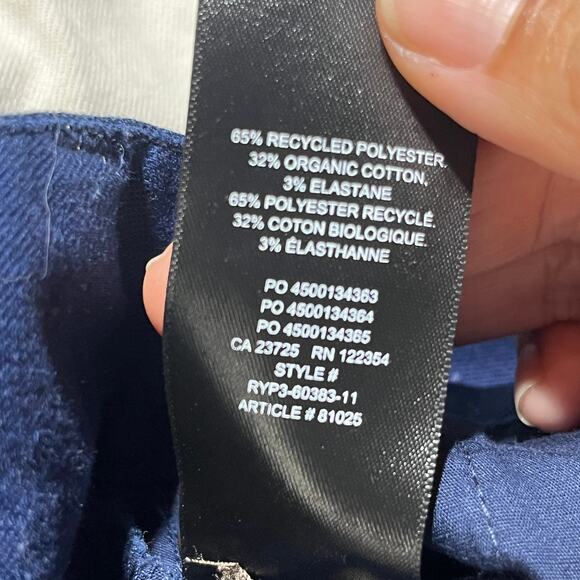 65% RECYCLED POLYESTER.
32% ORGANIC COTTON,
3% ELASTANE
65% POLYESTER RECYCLÉ.
32% COTON BIOLOGIQUE.
3% ÉLASTHANNE
PO 4500134363
PO 4500134364
PO 4500134365
CA 23725 RN 122354
STYLE #
RYP3-60383-11
ARTICLE # 81025